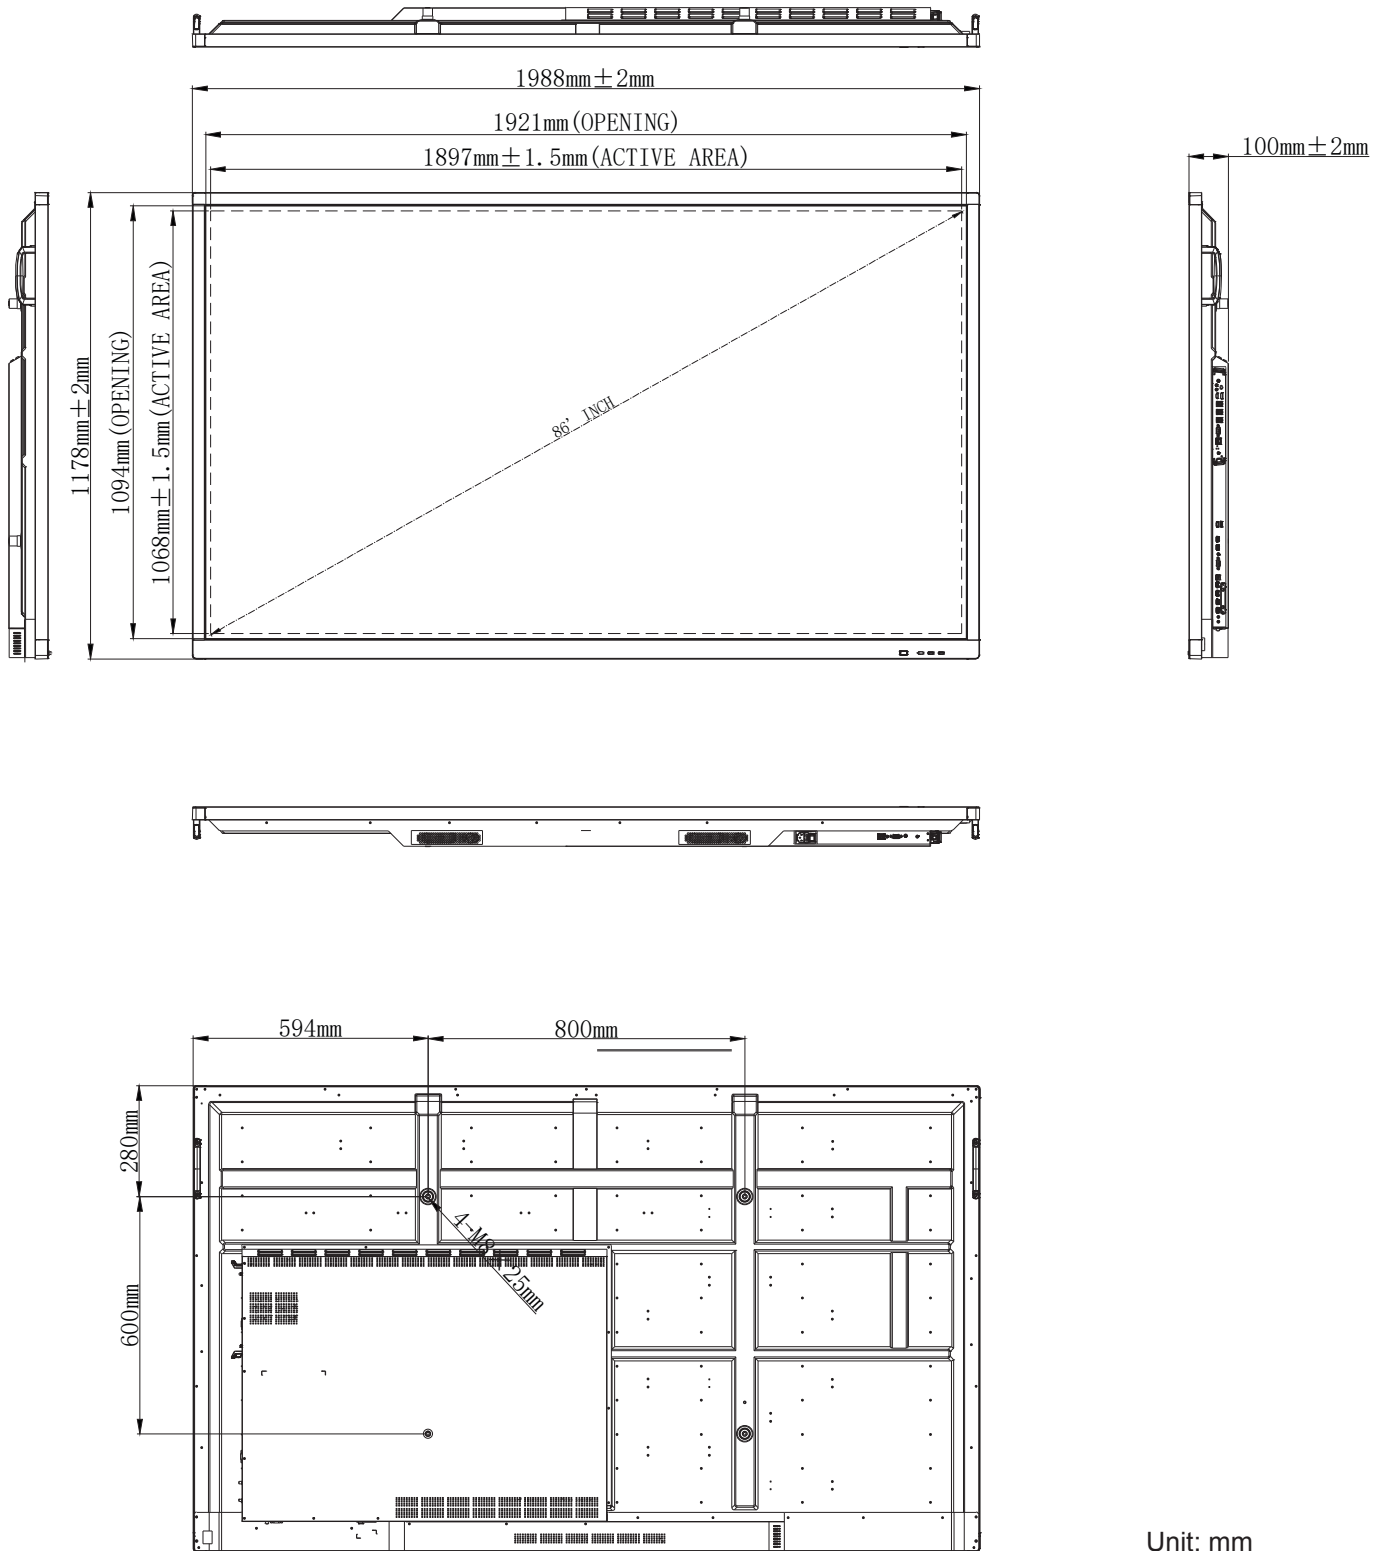 1988mm±2mm
1921mm(OPENING)
1897mm±1.5mm(ACTIVE AREA)
100mm±2mm
1178mm±2mm
1094mm(OPENING)
1068mm±1.5mm(ACTIVE AREA)
86' INCH
594mm
800mm
280mm
600mm
4-M8 25mm
Unit: mm